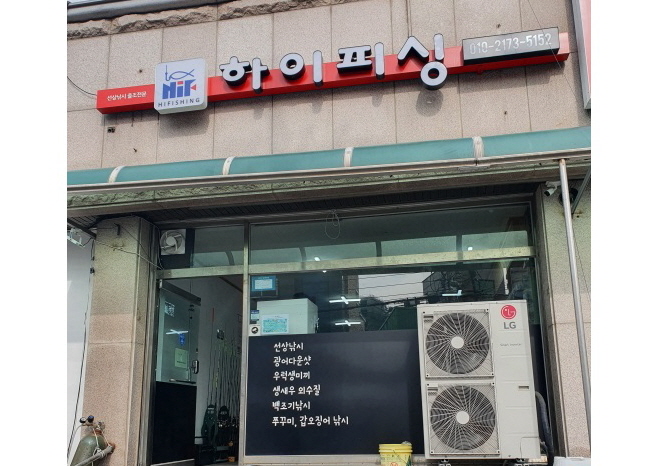 선상낚시 출조전문
HiF
HIFISHING
하이피싱
010-2173-5152
LG
선상낚시
광어다운샷
우럭생미끼
생새우 외수질
백조기낚시
쭈꾸미, 갑오징어 낚시